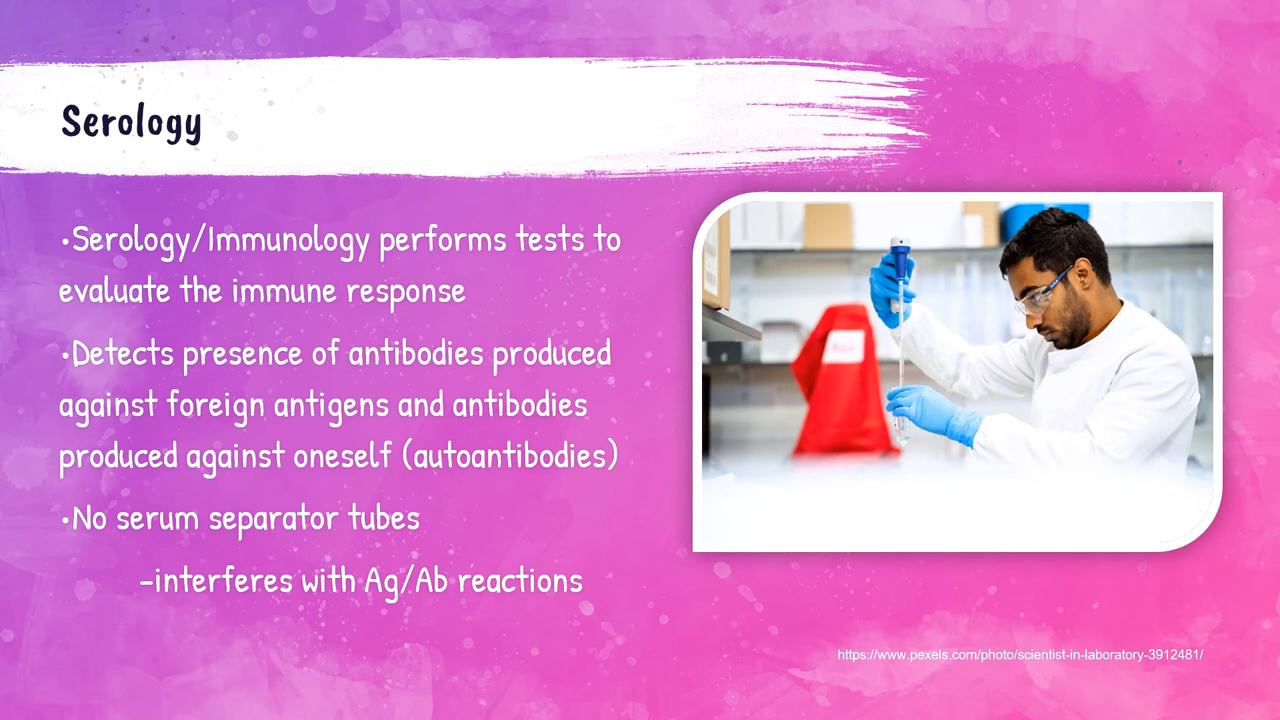 Serology
•Serology/Immunology performs tests to
evaluate the immune response
•Detects presence of antibodies produced
against foreign antigens and antibodies
produced against oneself (autoantibodies)
•No serum separator tubes
-interferes with Ag/Ab reactions
https://www.pexels.com/photo/scientist-in-laboratory-3912481/